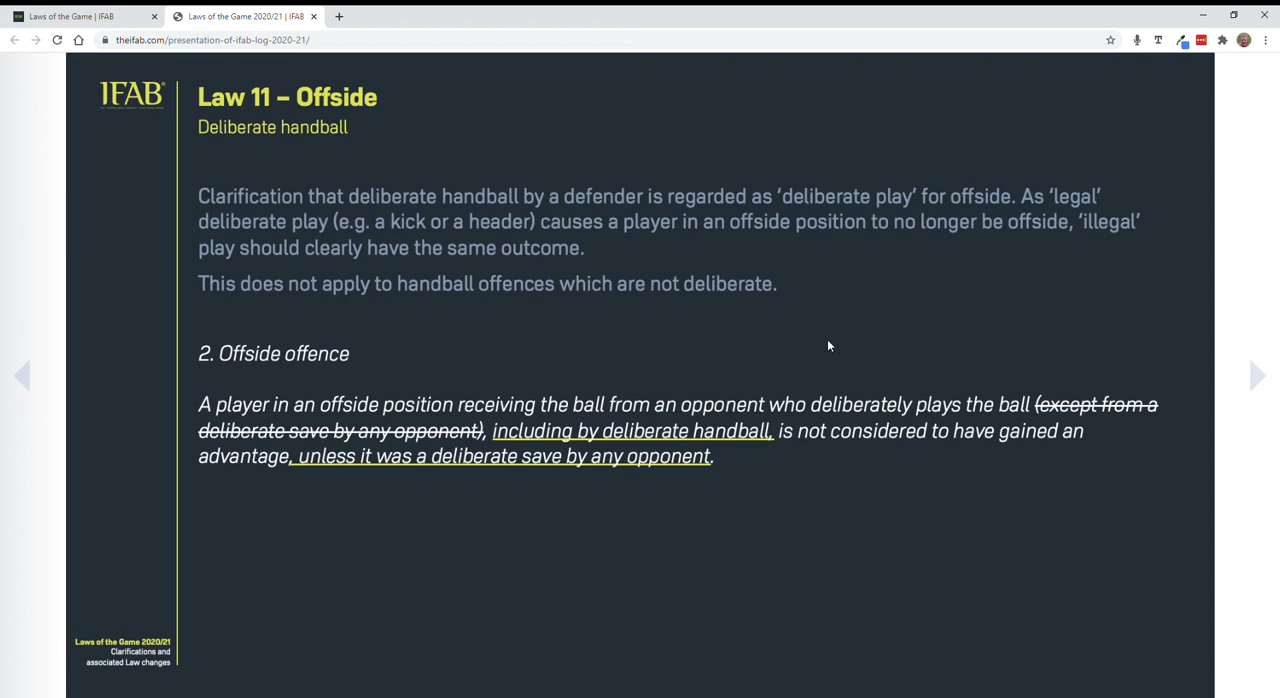 Laws of the Game | IFAB
Laws of the Game 2020/21 | IFAB
theifab.com/presentation-of-ifab-log-2020-21/
IFAB
Law 11 – Offside
Deliberate handball
Clarification that deliberate handball by a defender is regarded as ‘deliberate play’ for offside. As ‘legal’
deliberate play (e.g. a kick or a header) causes a player in an offside position to no longer be offside, ‘illegal’
play should clearly have the same outcome.
This does not apply to handball offences which are not deliberate.
2. Offside offence
A player in an offside position receiving the ball from an opponent who deliberately plays the ball (except from a
deliberate save by any opponent), including by deliberate handball, is not considered to have gained an
advantage, unless it was a deliberate save by any opponent.
Laws of the Game 2020/21
Clarifications and
associated Law changes